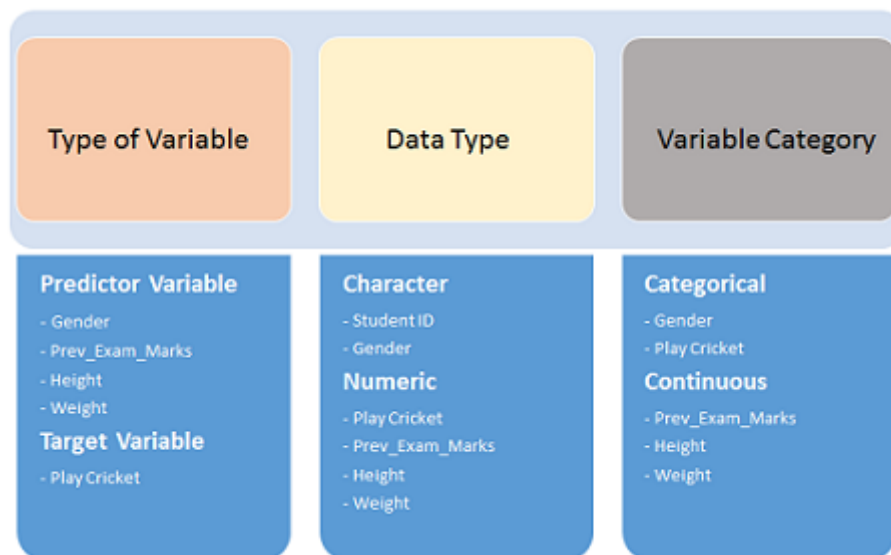 Type of Variable
Data Type
Variable Category
Predictor Variable
- Gender
- Prev_Exam_Marks
- Height
- Weight
Target Variable
- Play Cricket
Character
- Student ID
- Gender
Numeric
- Play Cricket
- Prev_Exam_Marks
- Height
- Weight
Categorical
- Gender
- Play Cricket
Continuous
- Prev_Exam_Marks
- Height
- Weight